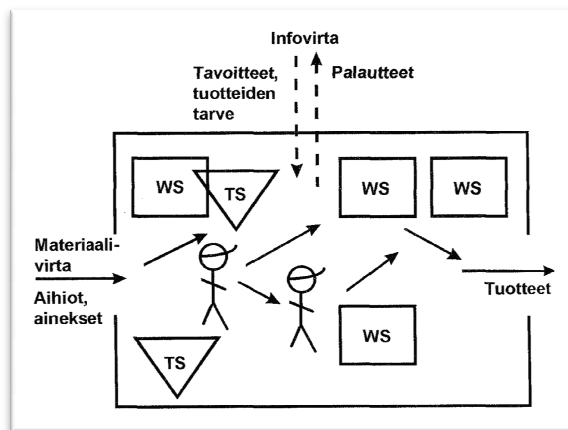 Infovirta
Tavoitteet,
tuotteiden
tarve
Palautteet
WS
TS
WS
WS
Materiaali-
virta
Aihiot,
ainekset
Tuotteet
TS
WS